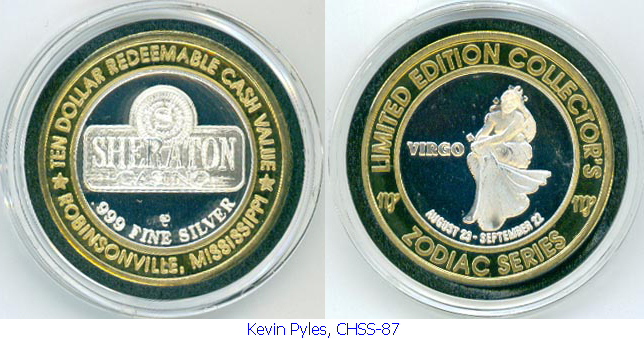 TEN DOLLAR REDEEMABLE CASH VALUE
S
SHERATON
CASINO
.999 FINE SILVER
ROBINSONVILLE, MISSISSIPPI
LIMITED EDITION COLLECTOR'S
VIRGO
AUGUST 23 - SEPTEMBER 22
ZODIAC SERIES
Kevin Pyles, CHSS-87